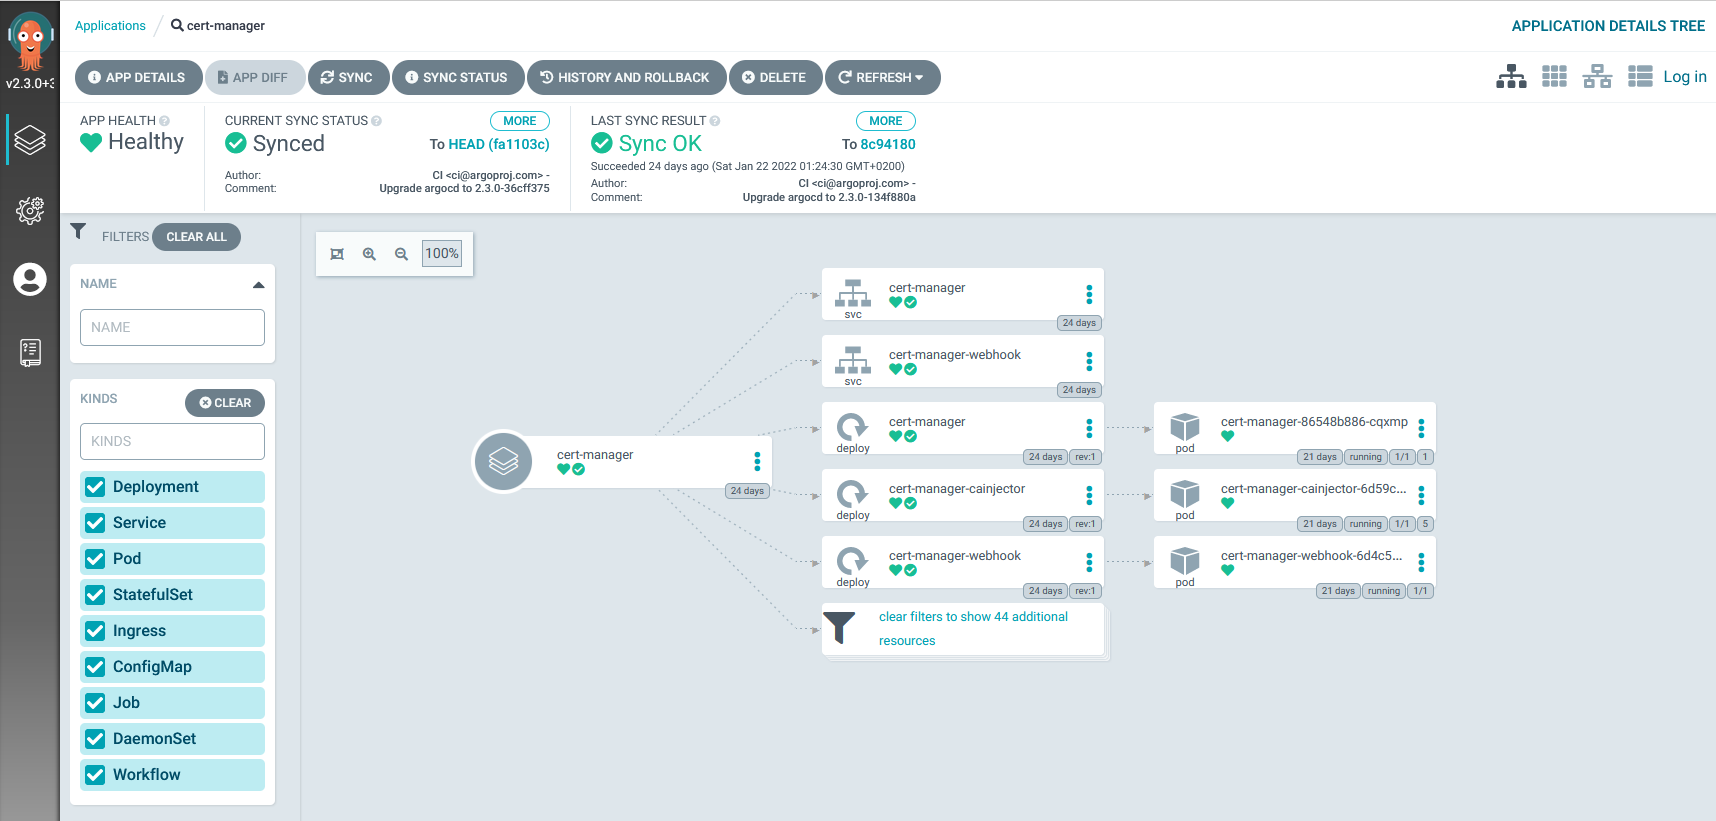 v2.3.0+3
Applications
cert-manager
APPLICATION DETAILS TREE
APP DETAILS
APP DIFF
SYNC
SYNC STATUS
HISTORY AND ROLLBACK
DELETE
REFRESH
Log in
APP HEALTH
Healthy
CURRENT SYNC STATUS
MORE
Synced
To HEAD (fa1103c)
Author:
CI <ci@argoproj.com> -
Comment:
Upgrade argocd to 2.3.0-36cff375
LAST SYNC RESULT
MORE
Sync OK
To 8c94180
Succeeded 24 days ago (Sat Jan 22 2022 01:24:30 GMT+0200)
Author:
CI <ci@argoproj.com> -
Comment:
Upgrade argocd to 2.3.0-134f880a
FILTERS
CLEAR ALL
NAME
NAME
KINDS
CLEAR
KINDS
Deployment
Service
Pod
StatefulSet
Ingress
ConfigMap
Job
DaemonSet
Workflow
100%
cert-manager
24 days
cert-manager
svc
24 days
cert-manager-webhook
svc
24 days
cert-manager
deploy
24 days
rev:1
cert-manager-cainjector
deploy
24 days
rev:1
cert-manager-webhook
deploy
24 days
rev:1
clear filters to show 44 additional
resources
cert-manager-86548b886-cqxmp
pod
21 days
running
1/1
1
cert-manager-cainjector-6d59c...
pod
21 days
running
1/1
5
cert-manager-webhook-6d4c5...
pod
21 days
running
1/1